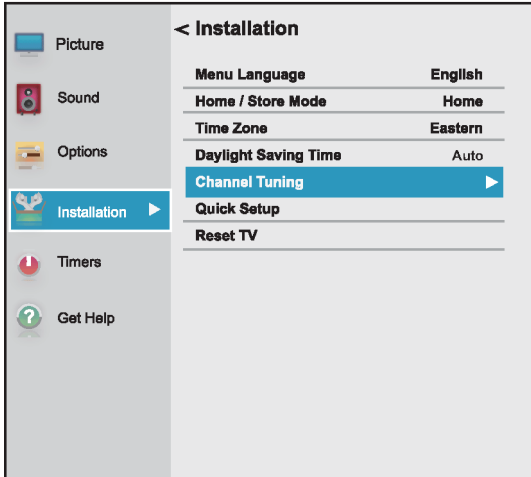 Picture
Sound
Options
Installation
Timers
Get Help
< Installation
Menu Language English
Home / Store Mode Home
Time Zone Eastern
Daylight Saving Time Auto
Channel Tuning
Quick Setup
Reset TV